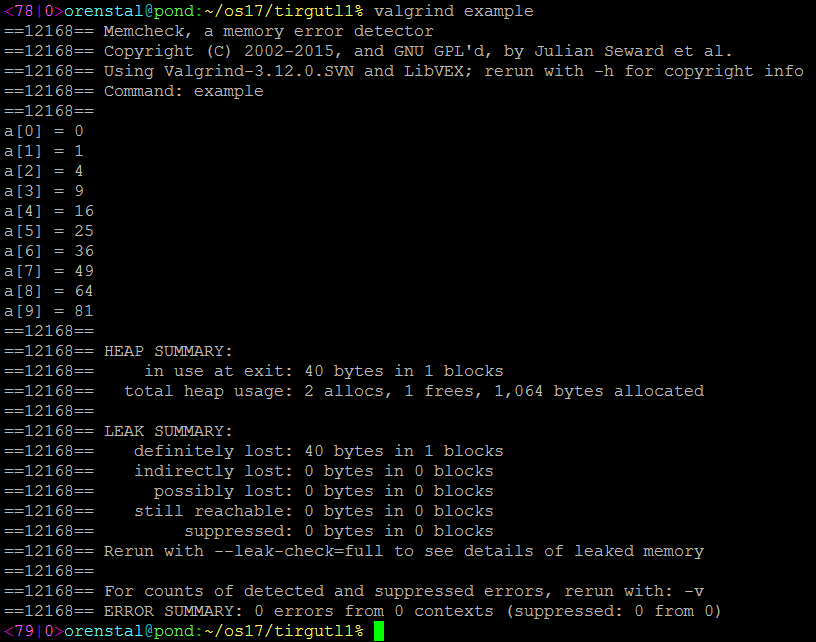 <78|0>orenstal@pond:~/os17/tirgutl1% valgrind example
==12168== Memcheck, a memory error detector
==12168== Copyright (C) 2002-2015, and GNU GPL'd, by Julian Seward et al.
==12168== Using Valgrind-3.12.0.SVN and LibVEX; rerun with -h for copyright info
==12168== Command: example
==12168==
a[0] = 0
a[1] = 1
a[2] = 4
a[3] = 9
a[4] = 16
a[5] = 25
a[6] = 36
a[7] = 49
a[8] = 64
a[9] = 81
==12168==
==12168== HEAP SUMMARY:
==12168==     in use at exit: 40 bytes in 1 blocks
==12168==   total heap usage: 2 allocs, 1 frees, 1,064 bytes allocated
==12168==
==12168== LEAK SUMMARY:
==12168==    definitely lost: 40 bytes in 1 blocks
==12168==    indirectly lost: 0 bytes in 0 blocks
==12168==      possibly lost: 0 bytes in 0 blocks
==12168==    still reachable: 0 bytes in 0 blocks
==12168==         suppressed: 0 bytes in 0 blocks
==12168== Rerun with --leak-check=full to see details of leaked memory
==12168==
==12168== For counts of detected and suppressed errors, rerun with: -v
==12168== ERROR SUMMARY: 0 errors from 0 contexts (suppressed: 0 from 0)
<79|0>orenstal@pond:~/os17/tirgutl1%